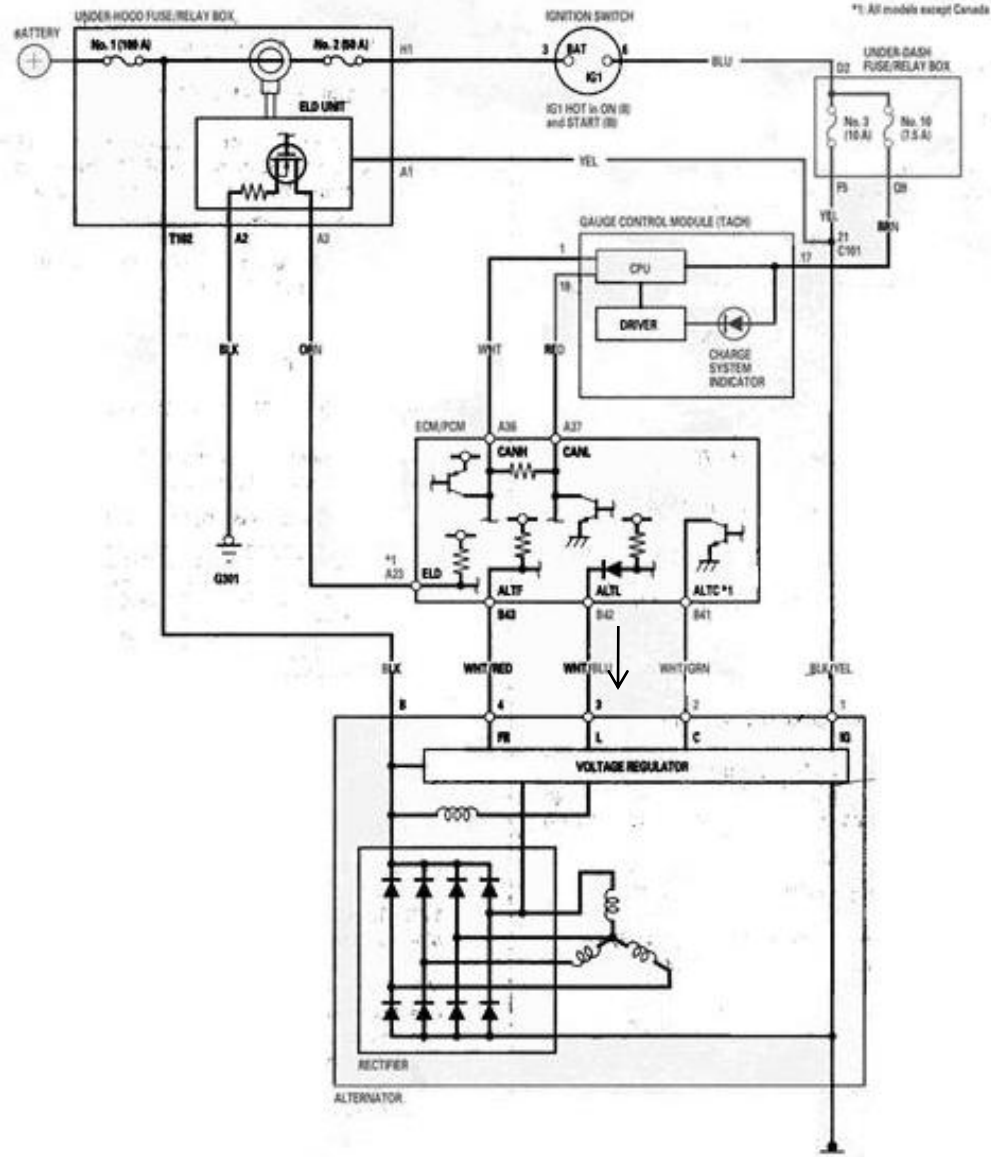 UNDER-HOOD FUSE/RELAY BOX
IGNITION SWITCH
*1: All models except Canada
BATTERY
No. 1 (100 A)
No. 2 (50 A)
H1
3
BAT
6
IG1
BLU
D2
UNDER-DASH
FUSE/RELAY BOX
ELD UNIT
IG1 HOT in ON (II)
and START (III)
No. 3
(10 A)
No. 10
(7.5 A)
A1
YEL
F5
YEL
BRN
GAUGE CONTROL MODULE (TACH)
T102
A2
21
C101
1
CPU
17
DRIVER
BLK
ORN
WHT
RED
CHARGE
SYSTEM
INDICATOR
ECM/PCM
A36
A37
CANH
CANL
G301
*1
A23
ELD
ALTF
ALTL
ALTC *1
B43
B42
B41
BLK
WHT/RED
WHT/BLU
WHT/GRN
BLK/YEL
B
4
3
2
1
FR
L
C
IG
VOLTAGE REGULATOR
RECTIFIER
ALTERNATOR